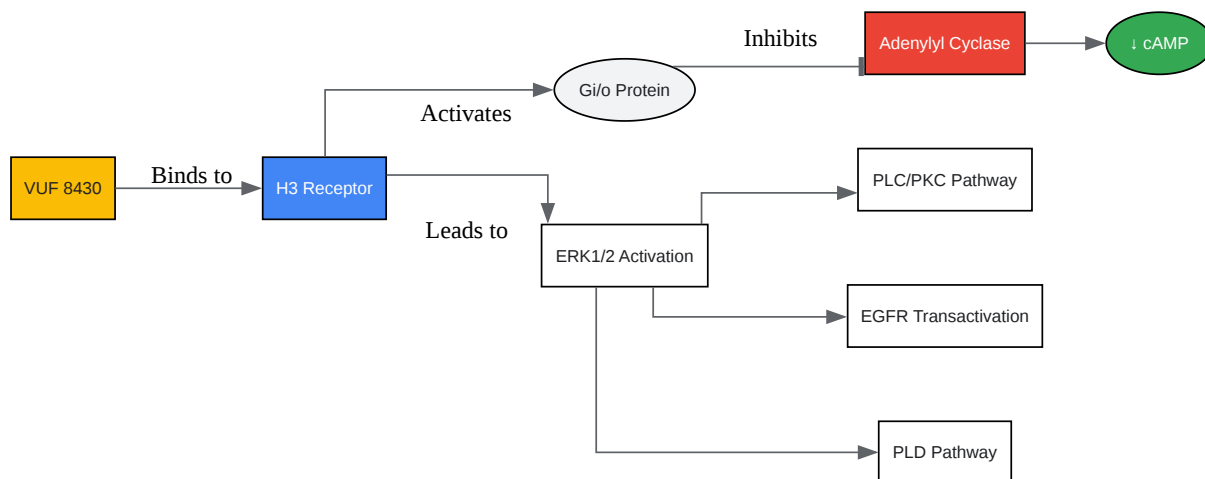 Inhibits
Adenylyl Cyclase
↓ cAMP
Gi/o Protein
Activates
VUF 8430
Binds to
H3 Receptor
PLC/PKC Pathway
Leads to
ERK1/2 Activation
EGFR Transactivation
PLD Pathway